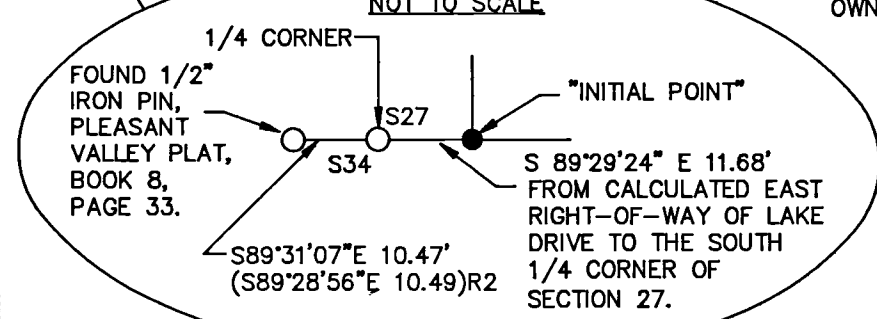 NOT TO SCALE
OWN
1/4 CORNER
FOUND 1/2"
IRON PIN,
PLEASANT
VALLEY PLAT,
BOOK 8,
PAGE 33.
S27
S34
"INITIAL POINT"
S 89°29'24" E 11.68'
FROM CALCULATED EAST
RIGHT-OF-WAY OF LAKE
DRIVE TO THE SOUTH
1/4 CORNER OF
SECTION 27.
S89°31'07"E 10.47'
(S89°28'56"E 10.49)R2